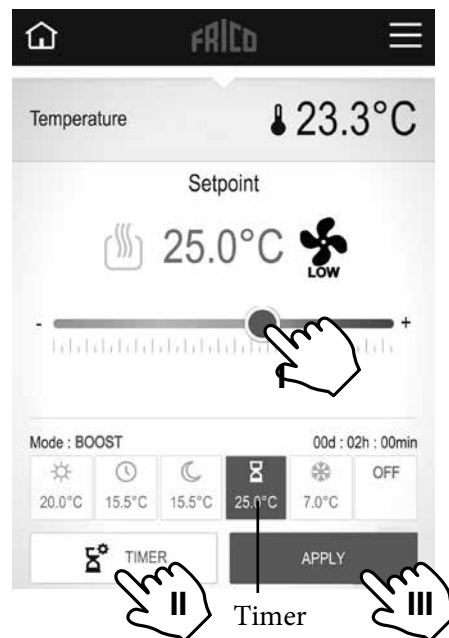 FRICO
Temperature 23.3°C
Setpoint
25.0°C LOW
- +
I
Mode : BOOST 00d : 02h : 00min
20.0°C 15.5°C 15.5°C 25.0°C 7.0°C OFF
TIMER APPLY
II III
Timer